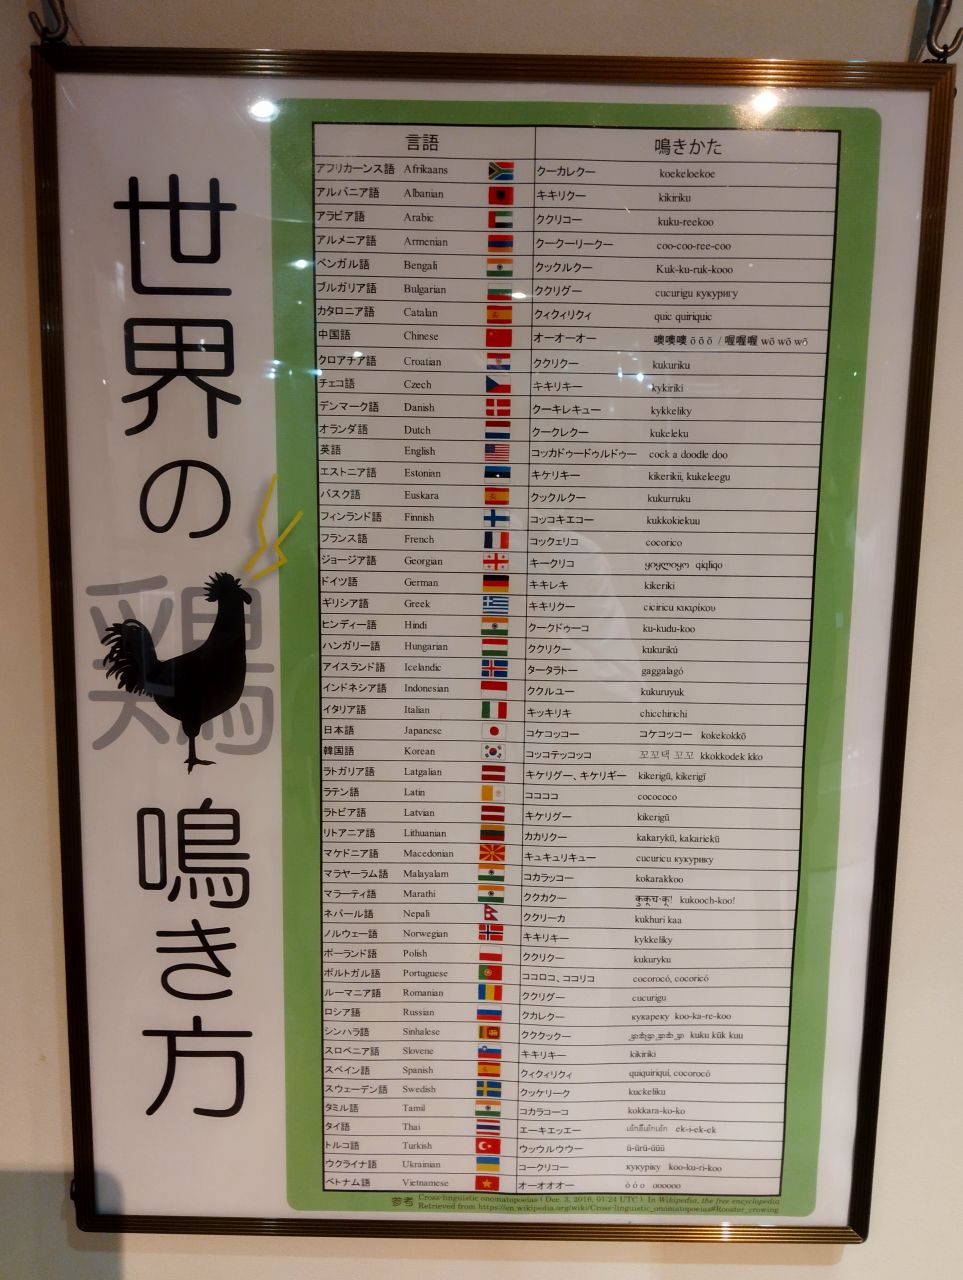 世界の鶏鳴き方
言語 鳴きかた
アフリカーンス語 Afrikaans クーカレクー koekeloekoe
アルバニア語 Albanian キキリクー kikiriku
アラビア語 Arabic ククリコー kuku-reekoo
アルメニア語 Armenian クークーリークー coo-coo-ree-coo
ベンガル語 Bengali クックルクー Kuk-ku-ruk-kooo
ブルガリア語 Bulgarian ククリグー cucurigu кукуригу
カタロニア語 Catalan クィクィリクィ quic quiriquic
中国語 Chinese オーオーオー 噢噢噢 ō ō ō / 喔喔喔 wō wō wō
クロアチア語 Croatian ククリクー kukuriku
チェコ語 Czech キキリキー kykiriki
デンマーク語 Danish クーキレキュー kykkeliky
オランダ語 Dutch クークレクー kukeleku
英語 English コッカドゥードゥルドゥー cock a doodle doo
エストニア語 Estonian キケリキー kikerikii, kukeleegu
バスク語 Euskara クックルクー kukurruku
フィンランド語 Finnish コッコキエコー kukkokiekuu
フランス語 French コックェリコ cocorico
ジョージア語 Georgian キークリコ ყიყლიყო qiqliqo
ドイツ語 German キキレキ kikeriki
ギリシア語 Greek キキリクー ciciricu κικιρίκου
ヒンディー語 Hindi クークドゥーコ ku-kudu-koo
ハンガリー語 Hungarian ククリクー kukurikú
アイスランド語 Icelandic タータラトー gaggalagó
インドネシア語 Indonesian ククルユー kukuruyuk
イタリア語 Italian キッキリキ chicchirichi
日本語 Japanese コケコッコー コケコッコー kokekokkō
韓国語 Korean コッコテッコッコ 꼬꼬댁 꼬꼬 kkokkodek kko
ラトガリア語 Latgalian キケリグー、キケリギー kikerigū, kikerigī
ラテン語 Latin ココココ cocococo
ラトビア語 Latvian キケリグー kikerigū
リトアニア語 Lithuanian カカリクー kakarykū, kakariekū
マケドニア語 Macedonian キュキュリキュー cucuricu кукурику
マラヤーラム語 Malayalam コカラッコー kokarakkoo
マラーティ語 Marathi ククカクー kukooch-koo!
ネパール語 Nepali ククリーカ kukhuri kaa
ノルウェー語 Norwegian キキリキー kykkeliky
ポーランド語 Polish ククリクー kukuryku
ポルトガル語 Portuguese ココロコ、ココリコ cocorocó, cocoricó
ルーマニア語 Romanian ククリグー cucurigu
ロシア語 Russian クカレクー кукареку koo-ka-re-koo
シンハラ語 Sinhalese クククックー kuku kūk kuu
スロベニア語 Slovene キキリキー kikiriki
スペイン語 Spanish クィクィリクィ quiquiriquí, cocorocó
スウェーデン語 Swedish クッケリーク kuckeliku
タミル語 Tamil コカラコーコ kokkara-ko-ko
タイ語 Thai エーキエッエー เอ้กอี๊เอ้กเอ้ก ek-i-ek-ek
トルコ語 Turkish ウッウルウウー ü-ürü-üüü
ウクライナ語 Ukrainian コークリコー кукуріку koo-ku-ri-koo
ベトナム語 Vietnamese オーオオオー ò ó o oooooo
参考 Cross-linguistic onomatopoeias ( Dec. 3, 2016, 01:24 UTC ). In Wikipedia, the free encyclopedia
Retrieved from https://en.wikipedia.org/wiki/Cross-linguistic_onomatopoeias#Rooster_crowing